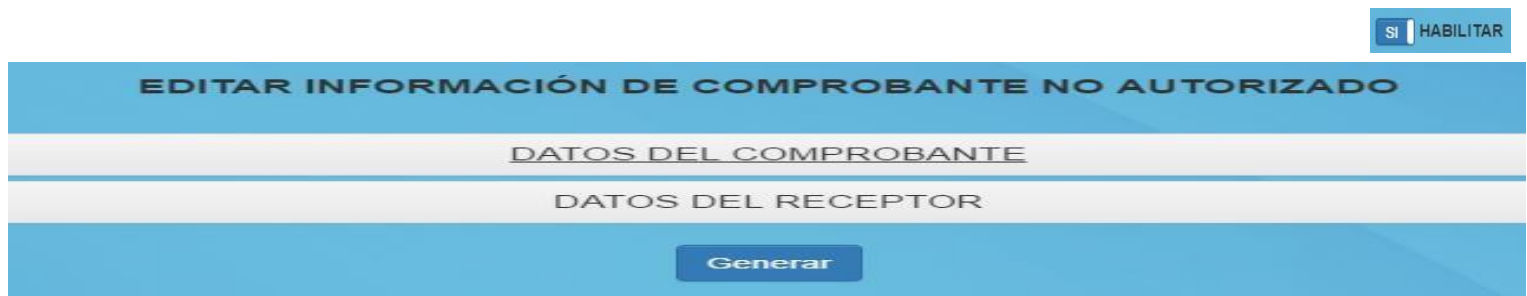 SI HABILITAR
EDITAR INFORMACIÓN DE COMPROBANTE NO AUTORIZADO
DATOS DEL COMPROBANTE
DATOS DEL RECEPTOR
Generar